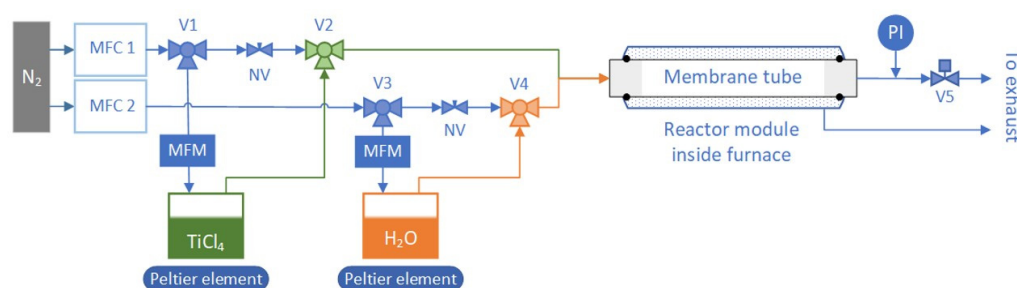 N2
MFC 1
V1
NV
V2
MFC 2
V3
NV
V4
MFM
MFM
TiCl4
H2O
Peltier element
Peltier element
Membrane tube
Reactor module
inside furnace
PI
V5
To exhaust